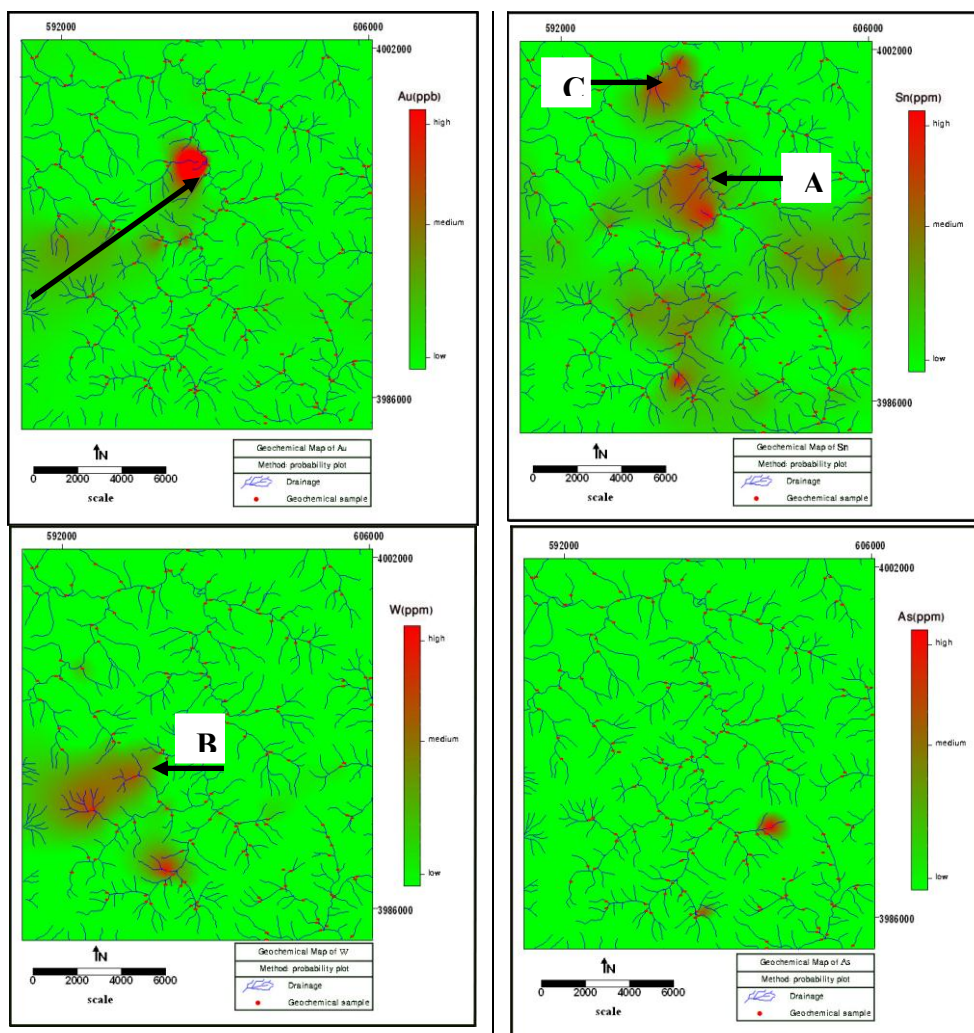 592000 606000
4002000
Au(ppb)
high
medium
low
3986000
N
0 2000 4000 6000
scale
Geochemical Map of Au
Method: probability plot
Drainage
Geochemical sample
592000 606000
4002000
C
A
Sn(ppm)
high
medium
low
3986000
N
0 2000 4000 6000
scale
Geochemical Map of Sn
Method: probability plot
Drainage
Geochemical sample
592000 606000
4002000
B
W(ppm)
high
medium
low
3986000
N
0 2000 4000 6000
scale
Geochemical Map of W
Method: probability plot
Drainage
Geochemical sample
592000 606000
4002000
As(ppm)
high
medium
low
3986000
N
0 2000 4000 6000
scale
Geochemical Map of As
Method: probability plot
Drainage
Geochemical sample